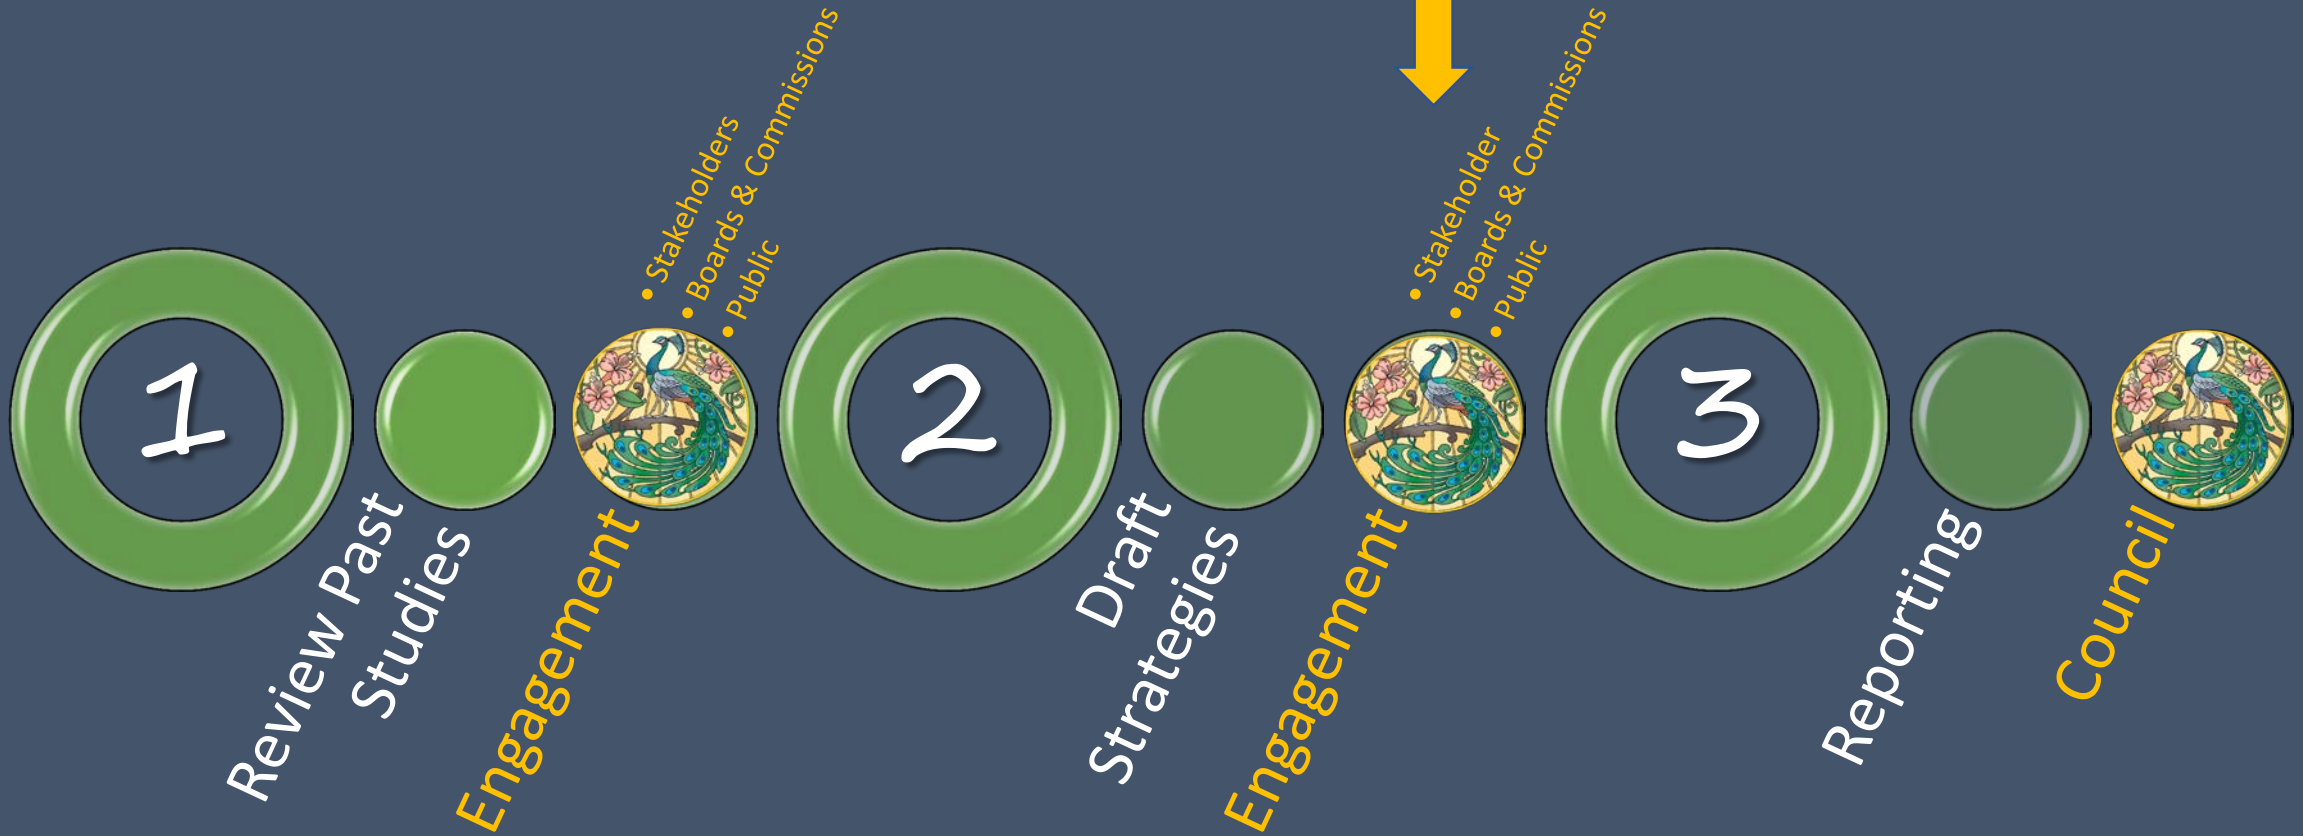 1
Review Past
Studies
Engagement
• Stakeholders
• Boards & Commissions
• Public
2
Draft
Strategies
Engagement
• Stakeholder
• Boards & Commissions
• Public
3
Reporting
Council